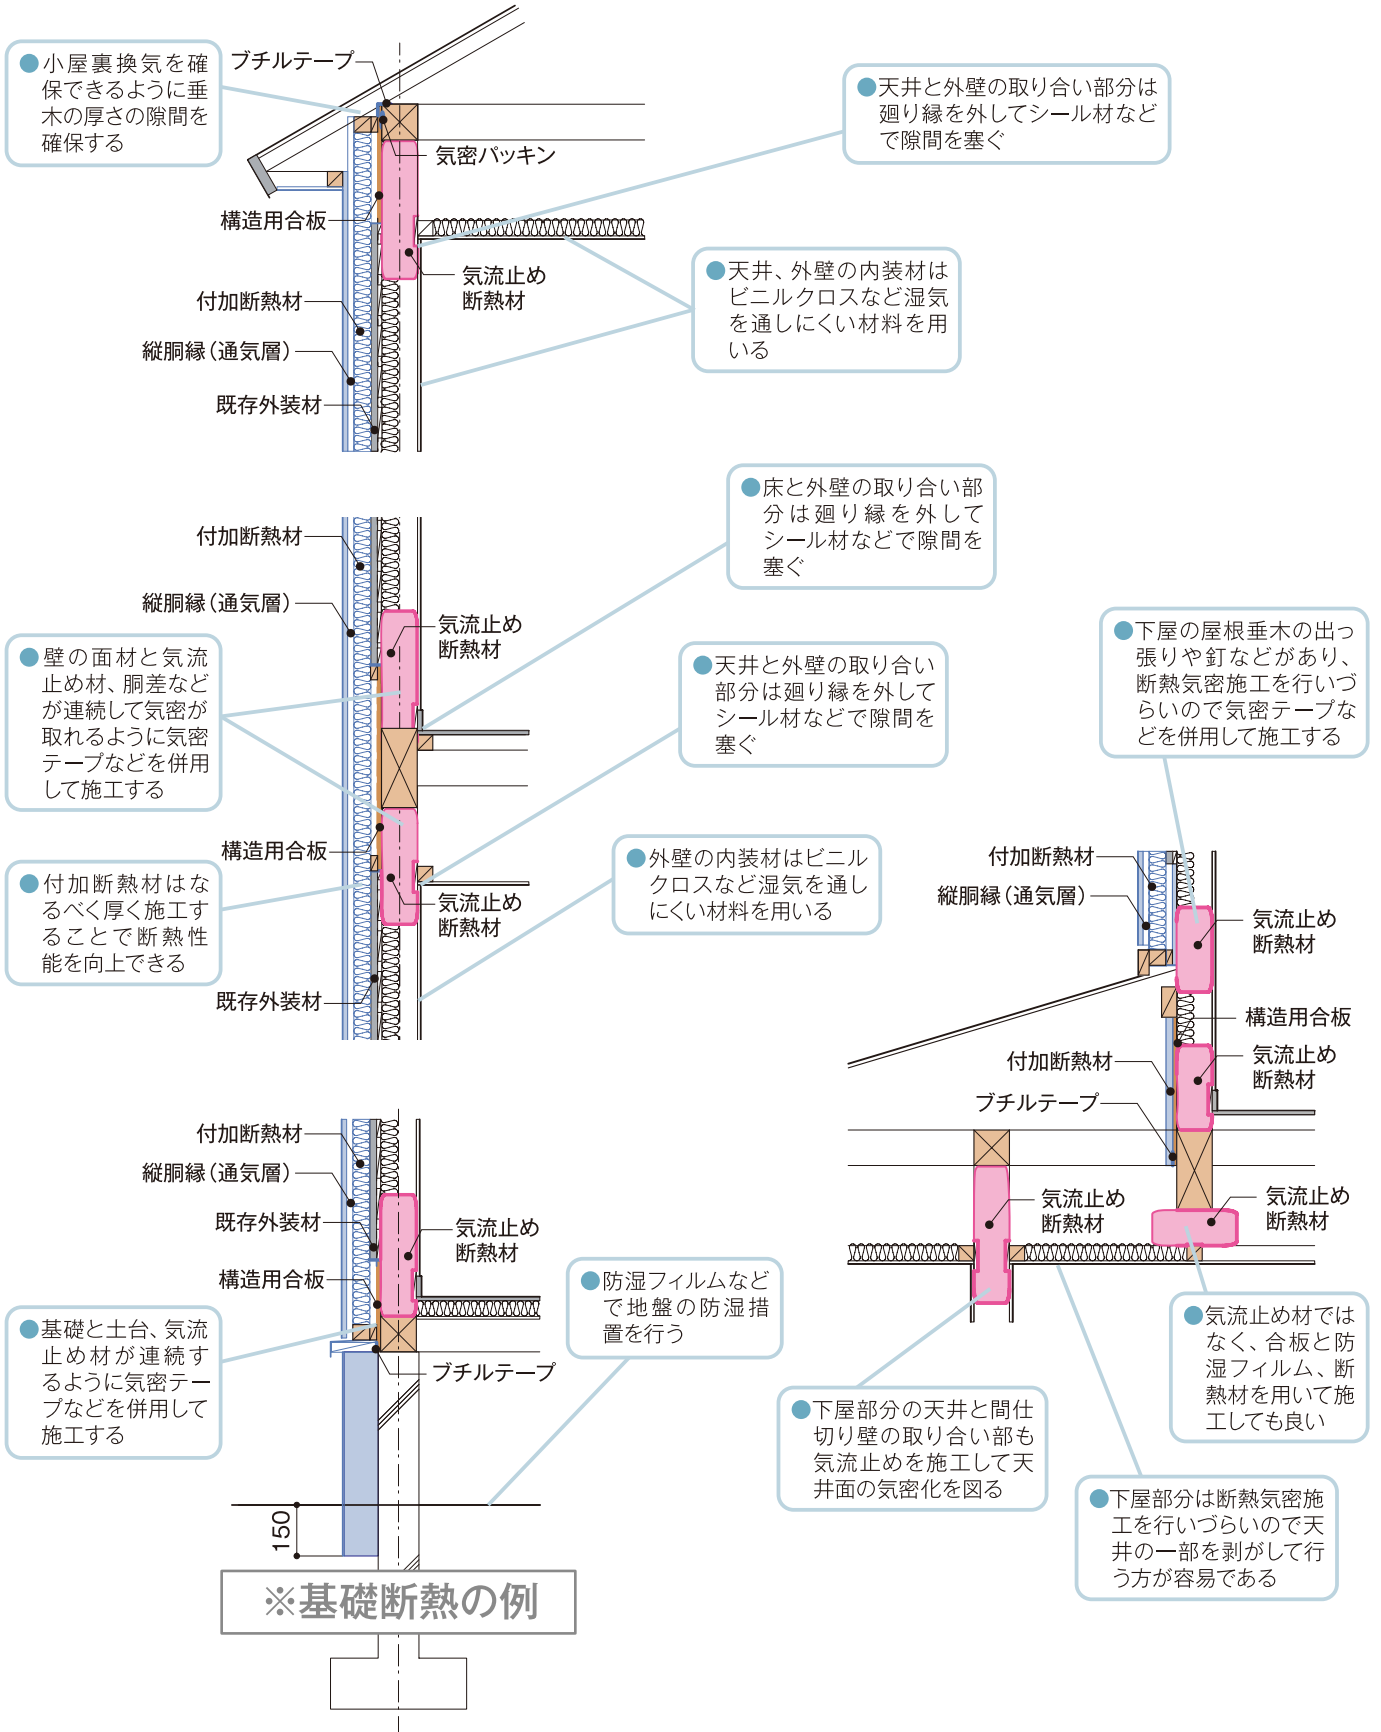 ●小屋裏換気を確
保できるように垂
木の厚さの隙間を
確保する
ブチルテープ
気密パッキン
構造用合板
気流止め
断熱材
付加断熱材
縦胴縁(通気層)
既存外装材
●天井と外壁の取り合い部分は
廻り縁を外してシール材など
で隙間を塞ぐ
●天井、外壁の内装材は
ビニルクロスなど湿気
を通しにくい材料を用
いる
●床と外壁の取り合い部
分は廻り縁を外して
シール材などで隙間を
塞ぐ
付加断熱材
縦胴縁(通気層)
気流止め
断熱材
●壁の面材と気流
止め材、胴差など
が連続して気密が
取れるように気密
テープなどを併用
して施工する
●天井と外壁の取り合い
部分は廻り縁を外して
シール材などで隙間を
塞ぐ
構造用合板
●付加断熱材はな
るべく厚く施工す
ることで断熱性
能を向上できる
気流止め
断熱材
既存外装材
●外壁の内装材はビニル
クロスなど湿気を通し
にくい材料を用いる
●下屋の屋根垂木の出っ
張りや釘などがあり、
断熱気密施工を行いづ
らいので気密テープな
どを併用して施工する
付加断熱材
縦胴縁(通気層)
気流止め
断熱材
構造用合板
気流止め
断熱材
付加断熱材
ブチルテープ
気流止め
断熱材
気流止め
断熱材
付加断熱材
縦胴縁(通気層)
既存外装材
気流止め
断熱材
構造用合板
●基礎と土台、気流
止め材が連続す
るように気密テー
プなどを併用して
施工する
ブチルテープ
●防湿フィルムなど
で地盤の防湿措
置を行う
●気流止め材では
なく、合板と防
湿フィルム、断
熱材を用いて施
工しても良い
●下屋部分の天井と間仕
切り壁の取り合い部も
気流止めを施工して天
井面の気密化を図る
●下屋部分は断熱気密施
工を行いづらいので天
井の一部を剥がして行
う方が容易である
150
※基礎断熱の例